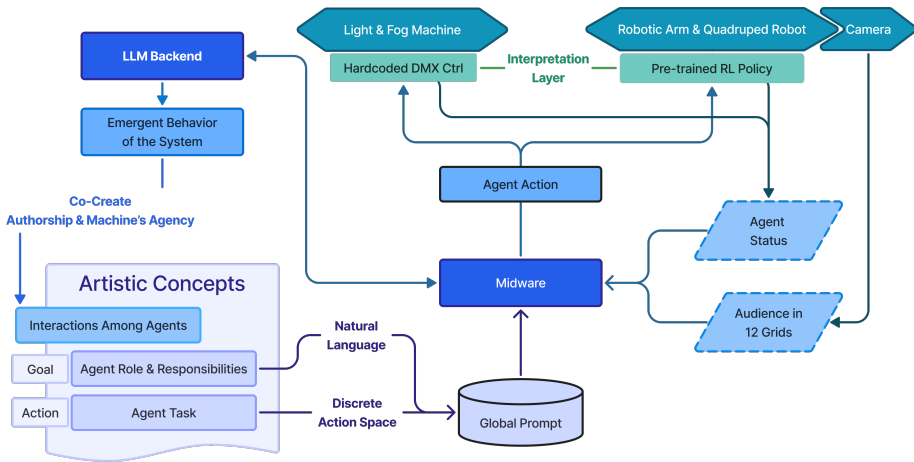 Light & Fog Machine
Robotic Arm & Quadruped Robot
Camera
LLM Backend
Hardcoded DMX Ctrl
Interpretation
Layer
Pre-trained RL Policy
Emergent Behavior
of the System
Agent Action
Co-Create
Authorship & Machine's Agency
Agent
Status
Artistic Concepts
Midware
Interactions Among Agents
Audience in
12 Grids
Natural
Language
Goal
Agent Role & Responsibilities
Action
Agent Task
Discrete
Action Space
Global Prompt